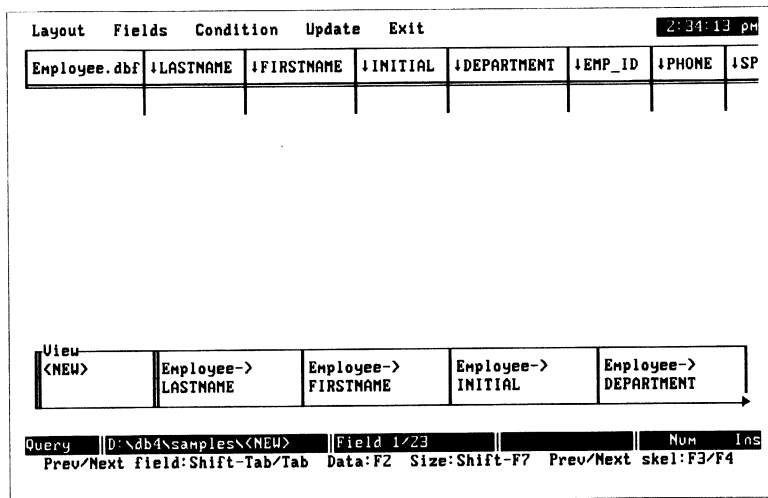 Layout Fields Condition Update Exit 2:34:13 pm
Employee.dbf ↓LASTNAME ↓FIRSTNAME ↓INITIAL ↓DEPARTMENT ↓EMP_ID ↓PHONE ↓SP
View
<NEW> Employee-> Employee-> Employee-> Employee->
LASTNAME FIRSTNAME INITIAL DEPARTMENT
Query D:\db4\samples\<NEW> Field 1/23 Num Ins
Prev/Next field:Shift-Tab/Tab Data:F2 Size:Shift-F7 Prev/Next skel:F3/F4